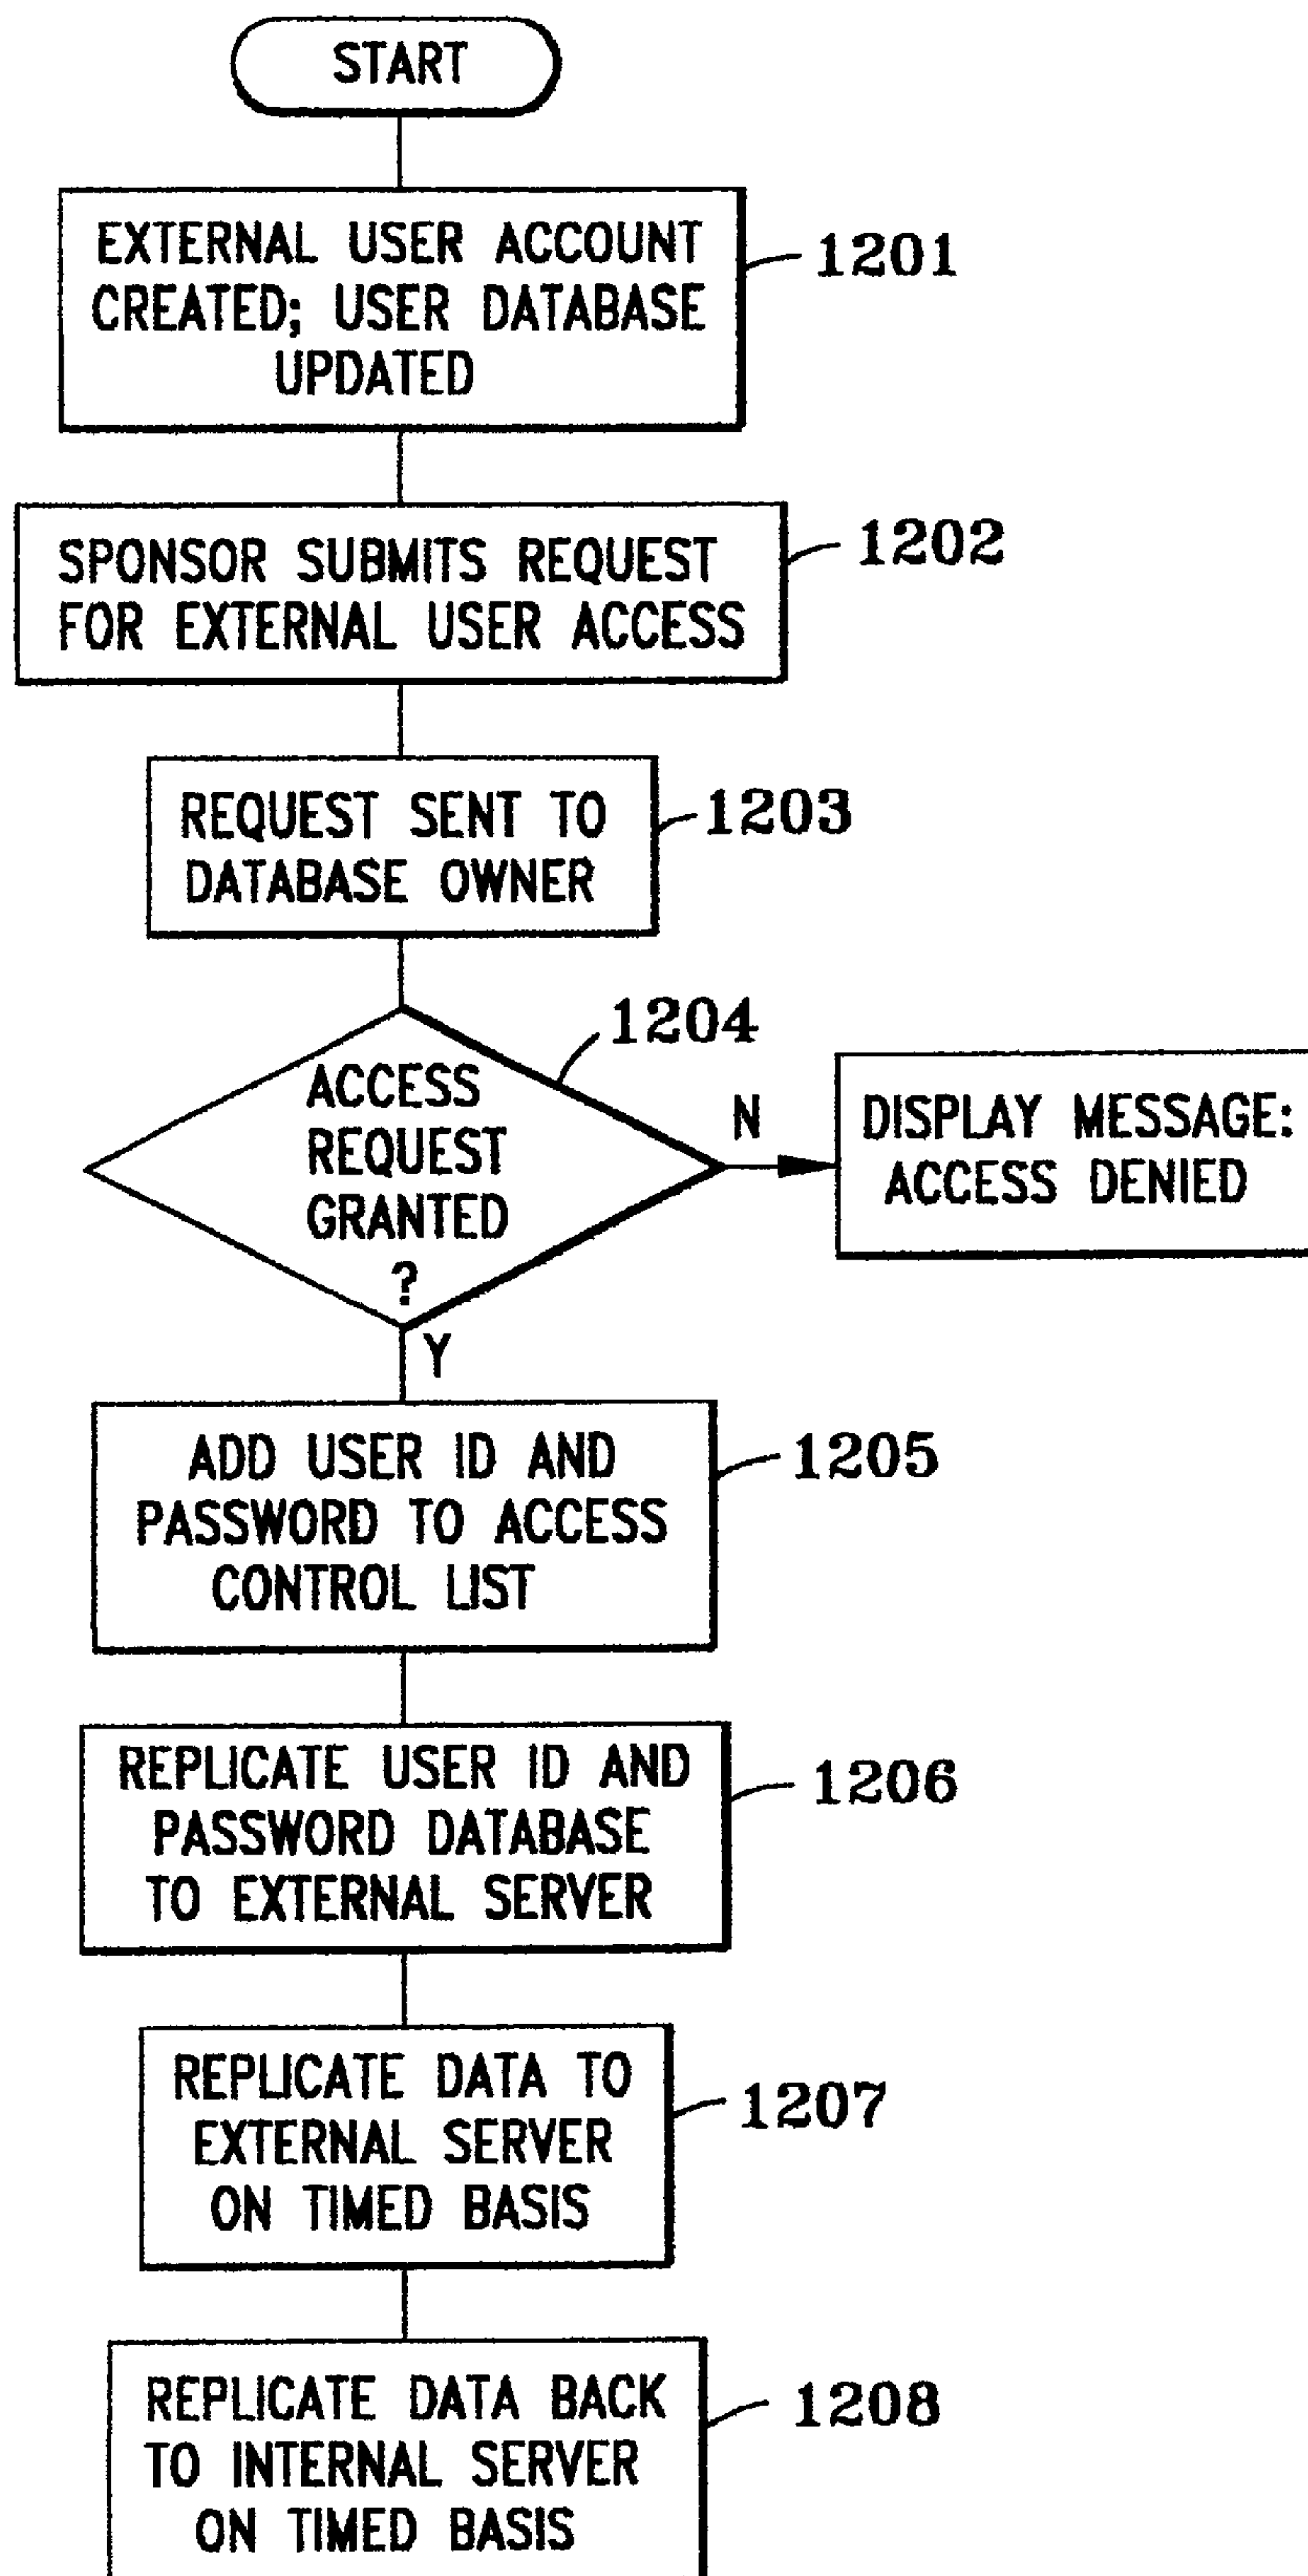 START
EXTERNAL USER ACCOUNT
CREATED; USER DATABASE
UPDATED
1201
SPONSOR SUBMITS REQUEST
FOR EXTERNAL USER ACCESS
1202
REQUEST SENT TO
DATABASE OWNER
1203
ACCESS
REQUEST
GRANTED
?
1204
N
DISPLAY MESSAGE:
ACCESS DENIED
Y
ADD USER ID AND
PASSWORD TO ACCESS
CONTROL LIST
1205
REPLICATE USER ID AND
PASSWORD DATABASE
TO EXTERNAL SERVER
1206
REPLICATE DATA TO
EXTERNAL SERVER
ON TIMED BASIS
1207
REPLICATE DATA BACK
TO INTERNAL SERVER
ON TIMED BASIS
1208